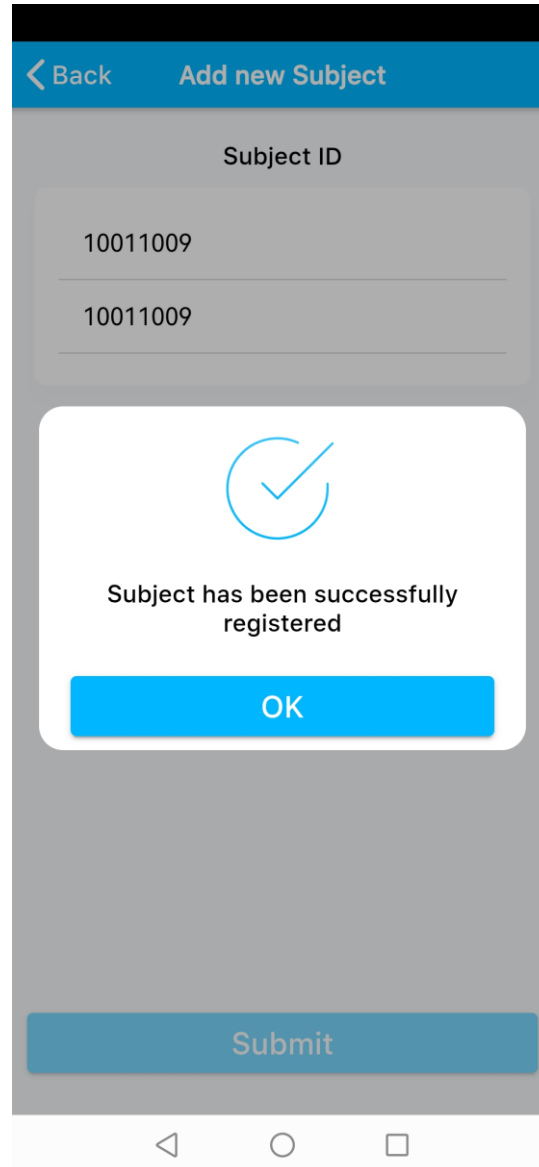 Back Add new Subject
Subject ID
10011009
10011009
Subject has been successfully
registered
OK
Submit